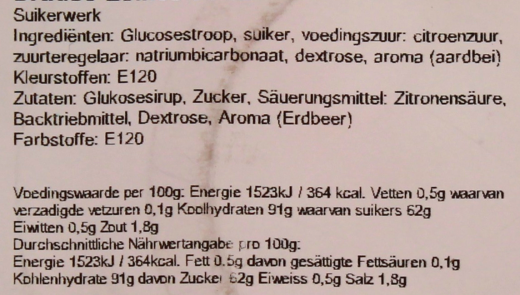 Suikerwerk
Ingrediënten: Glucosestroop, suiker, voedingszuur: citroenzuur,
zuurteregelaar: natriumbicarbonaat, dextrose, aroma (aardbei)
Kleurstoffen: E120
Zutaten: Glukosesirup, Zucker, Säuerungsmittel: Zitronensäure,
Backtriebmittel, Dextrose, Aroma (Erdbeer)
Farbstoffe: E120
Voedingswaarde per 100g: Energie 1523kJ / 364 kcal. Vetten 0,5g waarvan
verzadigde vetzuren 0,1g Koolhydraten 91g waarvan suikers 62g
Eiwitten 0,5g Zout 1,8g
Durchschnittliche Nährwertangabe pro 100g:
Energie 1523kJ / 364kcal. Fett 0.5g davon gesättigte Fettsäuren 0,1g
Kohlenhydrate 91g davon Zucker 62g Eiweiss 0,5g Salz 1,8g